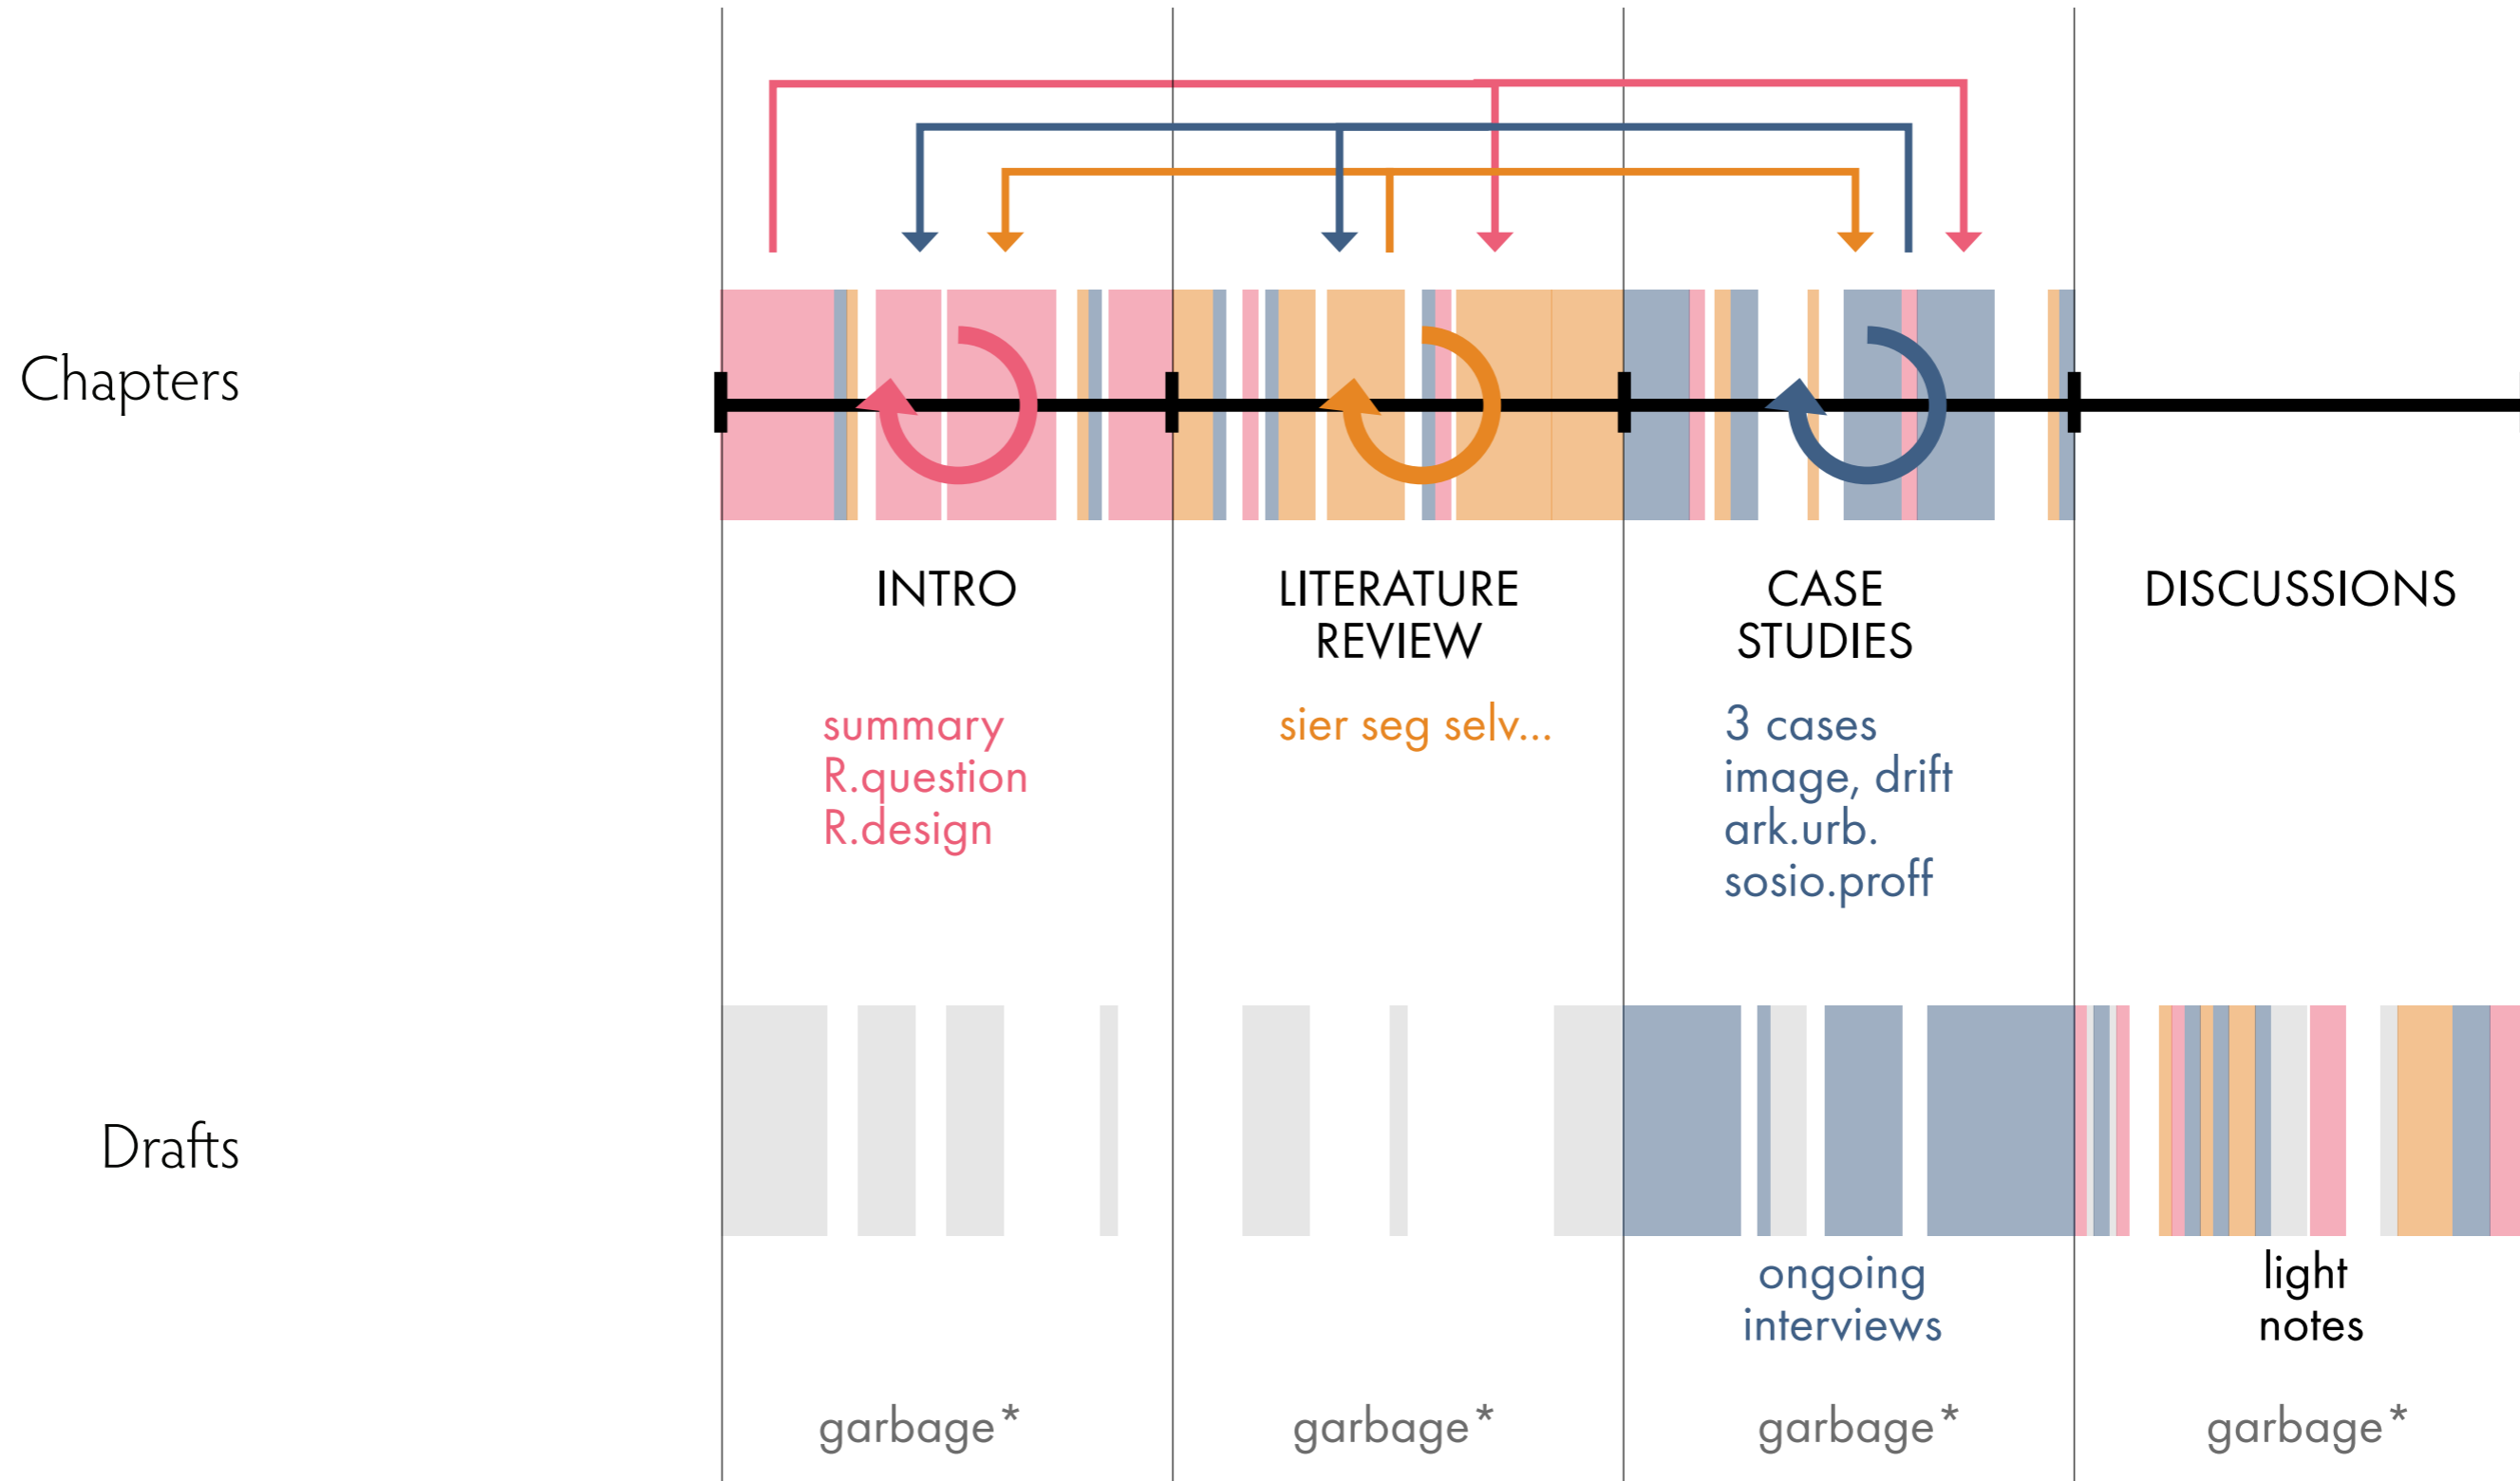 Chapters
INTRO
LITERATURE
REVIEW
CASE
STUDIES
DISCUSSIONS
summary
R.question
R.design
sier seg selv...
3 cases
image, drift
ark.urb.
sosio.proff
Drafts
ongoing
interviews
light
notes
garbage*
garbage*
garbage*
garbage*